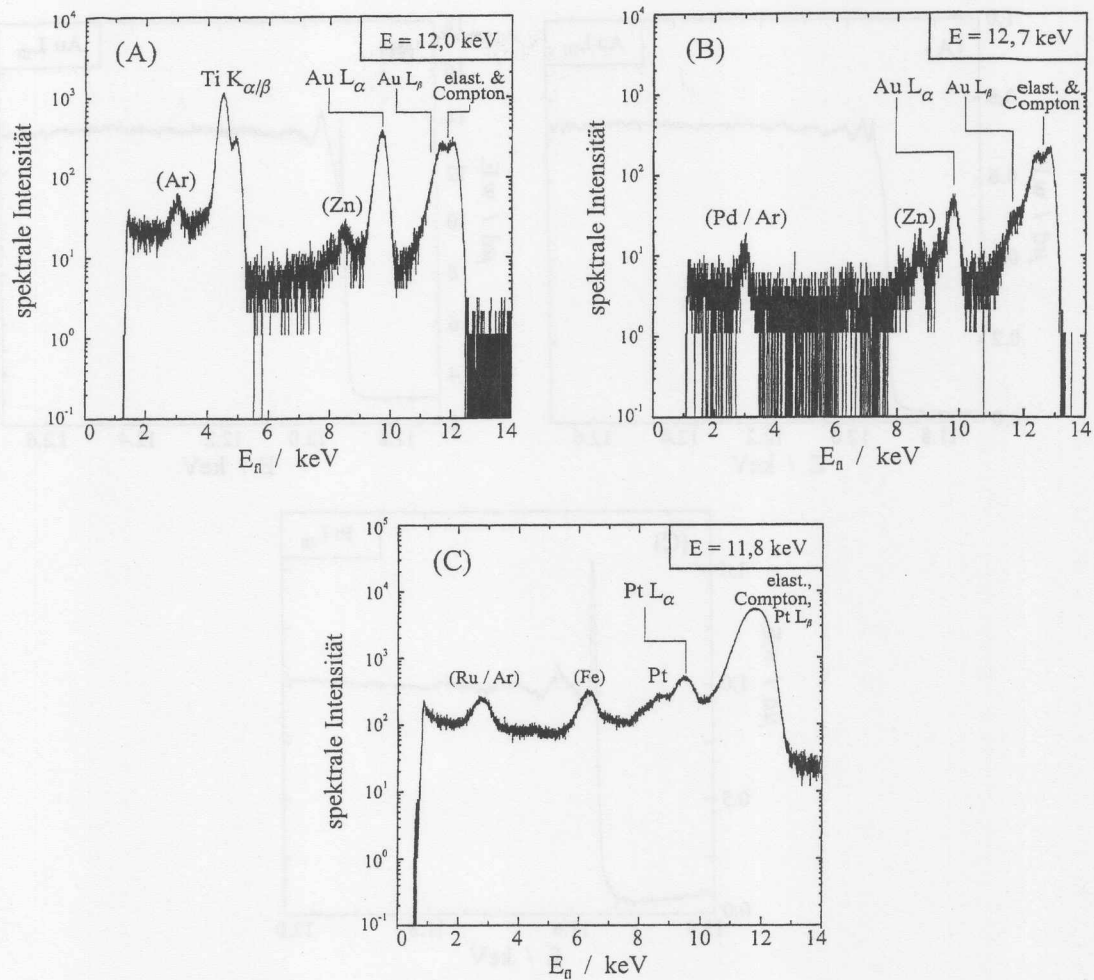 (A)
E = 12,0 keV
Ti Kα/β
Au Lα
Au Lβ
elast. &
Compton
(Ar)
(Zn)
spektrale Intensität
10⁴
10³
10²
10¹
10⁰
10⁻¹
0 2 4 6 8 10 12 14
E_fl / keV
(B)
E = 12,7 keV
Au Lα
Au Lβ
elast. &
Compton
(Pd / Ar)
(Zn)
spektrale Intensität
10⁴
10³
10²
10¹
10⁰
10⁻¹
0 2 4 6 8 10 12 14
E_fl / keV
(C)
E = 11,8 keV
elast.,
Compton,
Pt Lβ
Pt Lα
(Ru / Ar)
(Fe)
Pt
spektrale Intensität
10⁵
10⁴
10³
10²
10¹
10⁰
10⁻¹
0 2 4 6 8 10 12 14
E_fl / keV